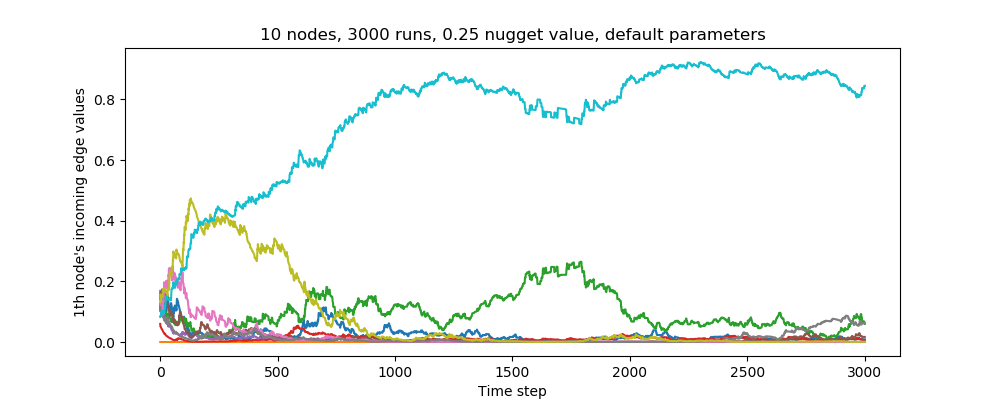 10 nodes, 3000 runs, 0.25 nugget value, default parameters
1th node's incoming edge values
0.8
0.6
0.4
0.2
0.0
0 500 1000 1500 2000 2500 3000
Time step